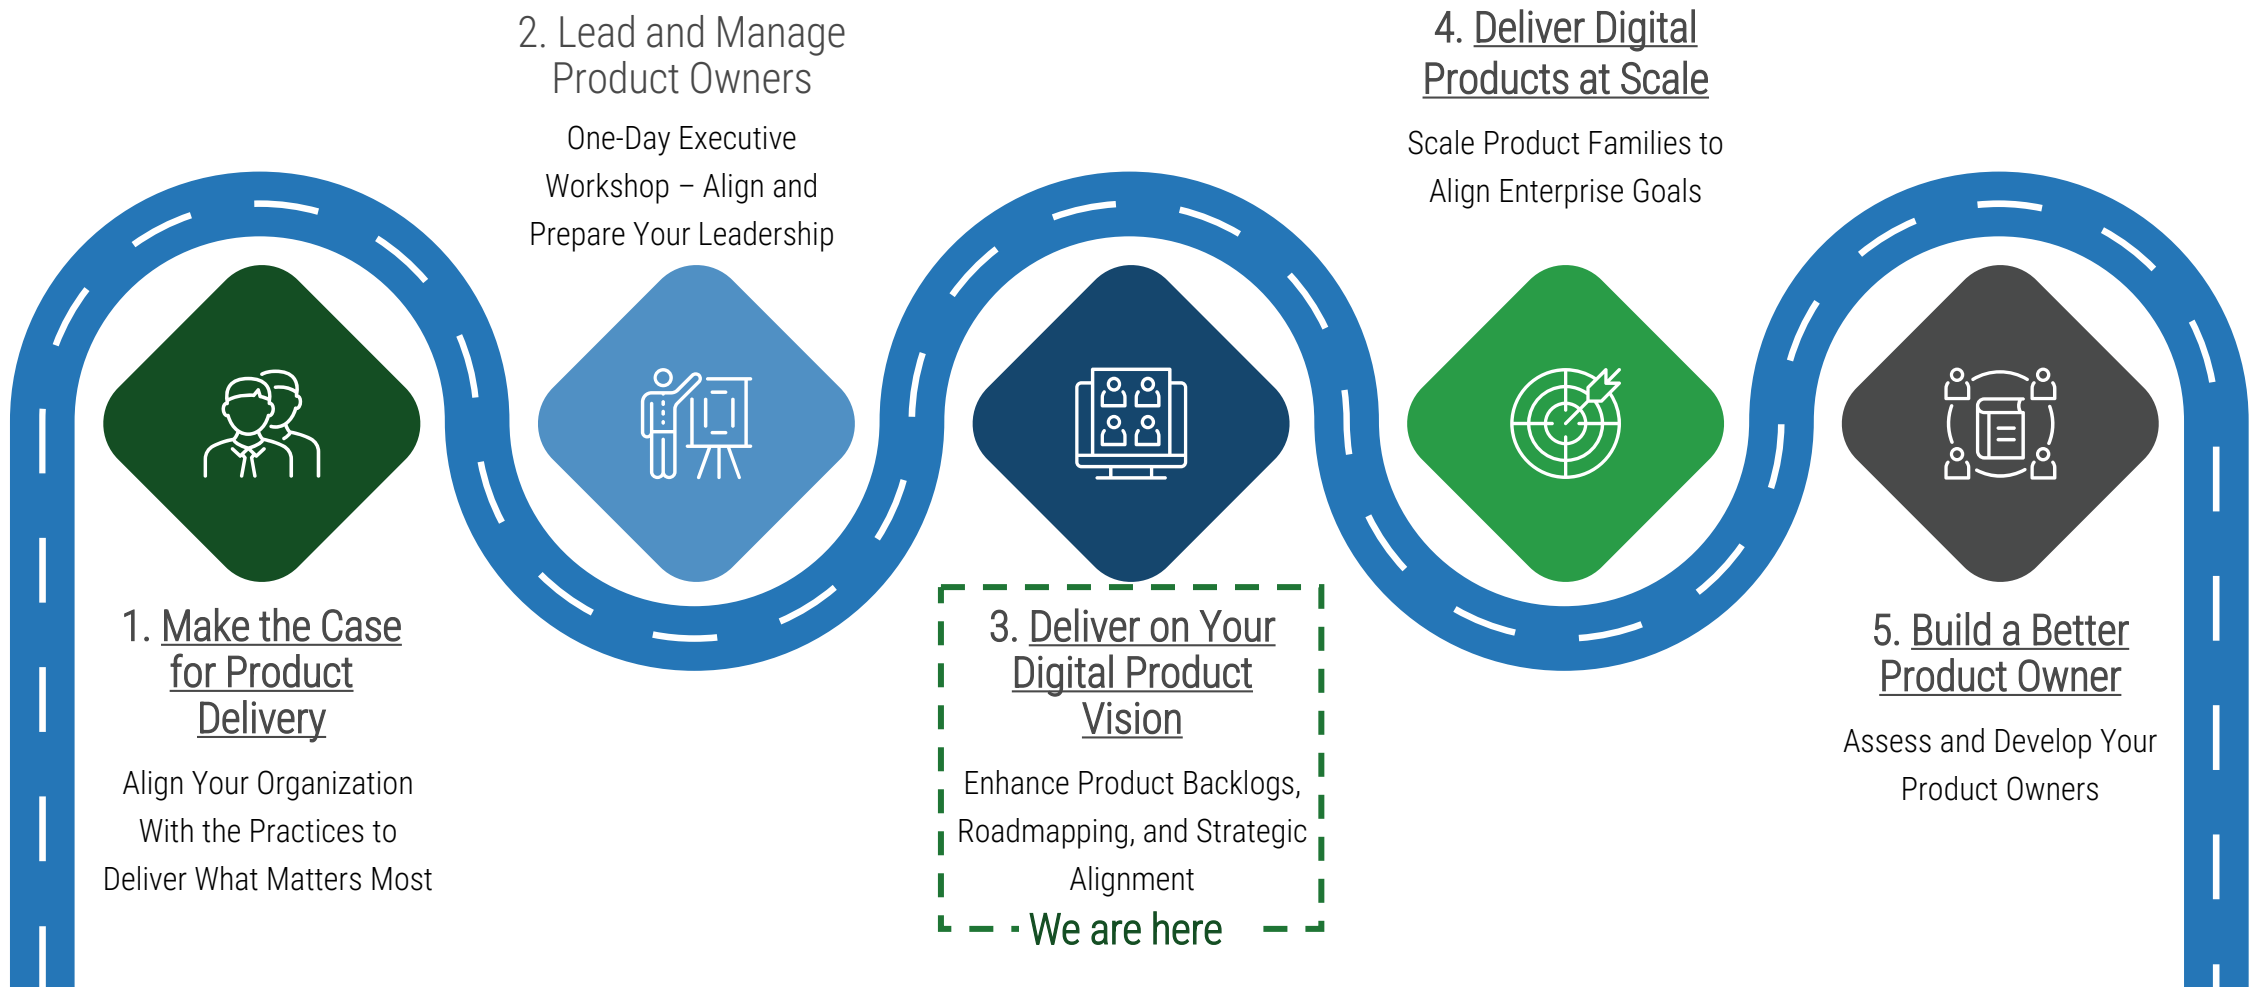 1. Make the Case
for Product
Delivery
Align Your Organization
With the Practices to
Deliver What Matters Most
2. Lead and Manage
Product Owners
One-Day Executive
Workshop – Align and
Prepare Your Leadership
3. Deliver on Your
Digital Product
Vision
Enhance Product Backlogs,
Roadmapping, and Strategic
Alignment
We are here
4. Deliver Digital
Products at Scale
Scale Product Families to
Align Enterprise Goals
5. Build a Better
Product Owner
Assess and Develop Your
Product Owners